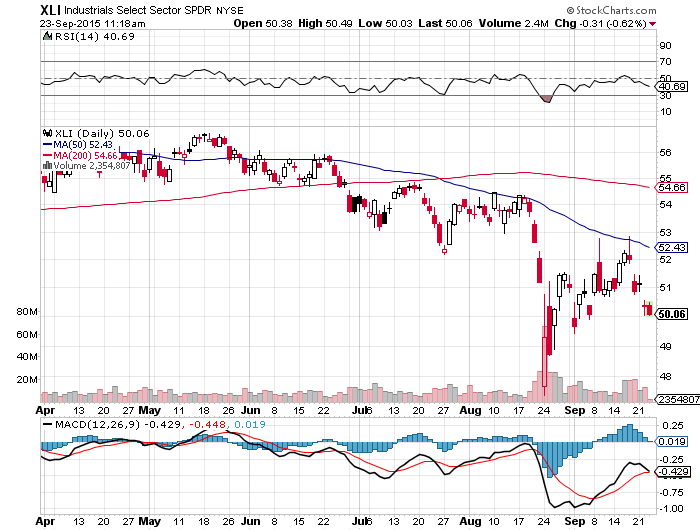 XLI Industrials Select Sector SPDR NYSE © StockCharts.com
23-Sep-2015 11:18am Open 50.38 High 50.49 Low 50.03 Last 50.06 Volume 2.4M Chg -0.31 (-0.62%)
RSI(14) 40.69
90
70
50
40.69
30
10
XLI (Daily) 50.06
MA(50) 52.43
MA(200) 54.66
Volume 2,354,807
56
55
54.66
54
53
52.43
52
51
50.06
49
48
80M
60M
40M
20M
2354807
Apr 13 20 27 May 11 18 26 Jun 8 15 22 Jul 6 13 20 27 Aug 10 17 24 Sep 8 14 21
MACD(12,26,9) -0.429, -0.448, 0.019
0.25
0.019
-0.25
-0.429
-0.75
-1.00
Apr 13 20 27 May 11 18 26 Jun 8 15 22 Jul 6 13 20 27 Aug 10 17 24 Sep 8 14 21